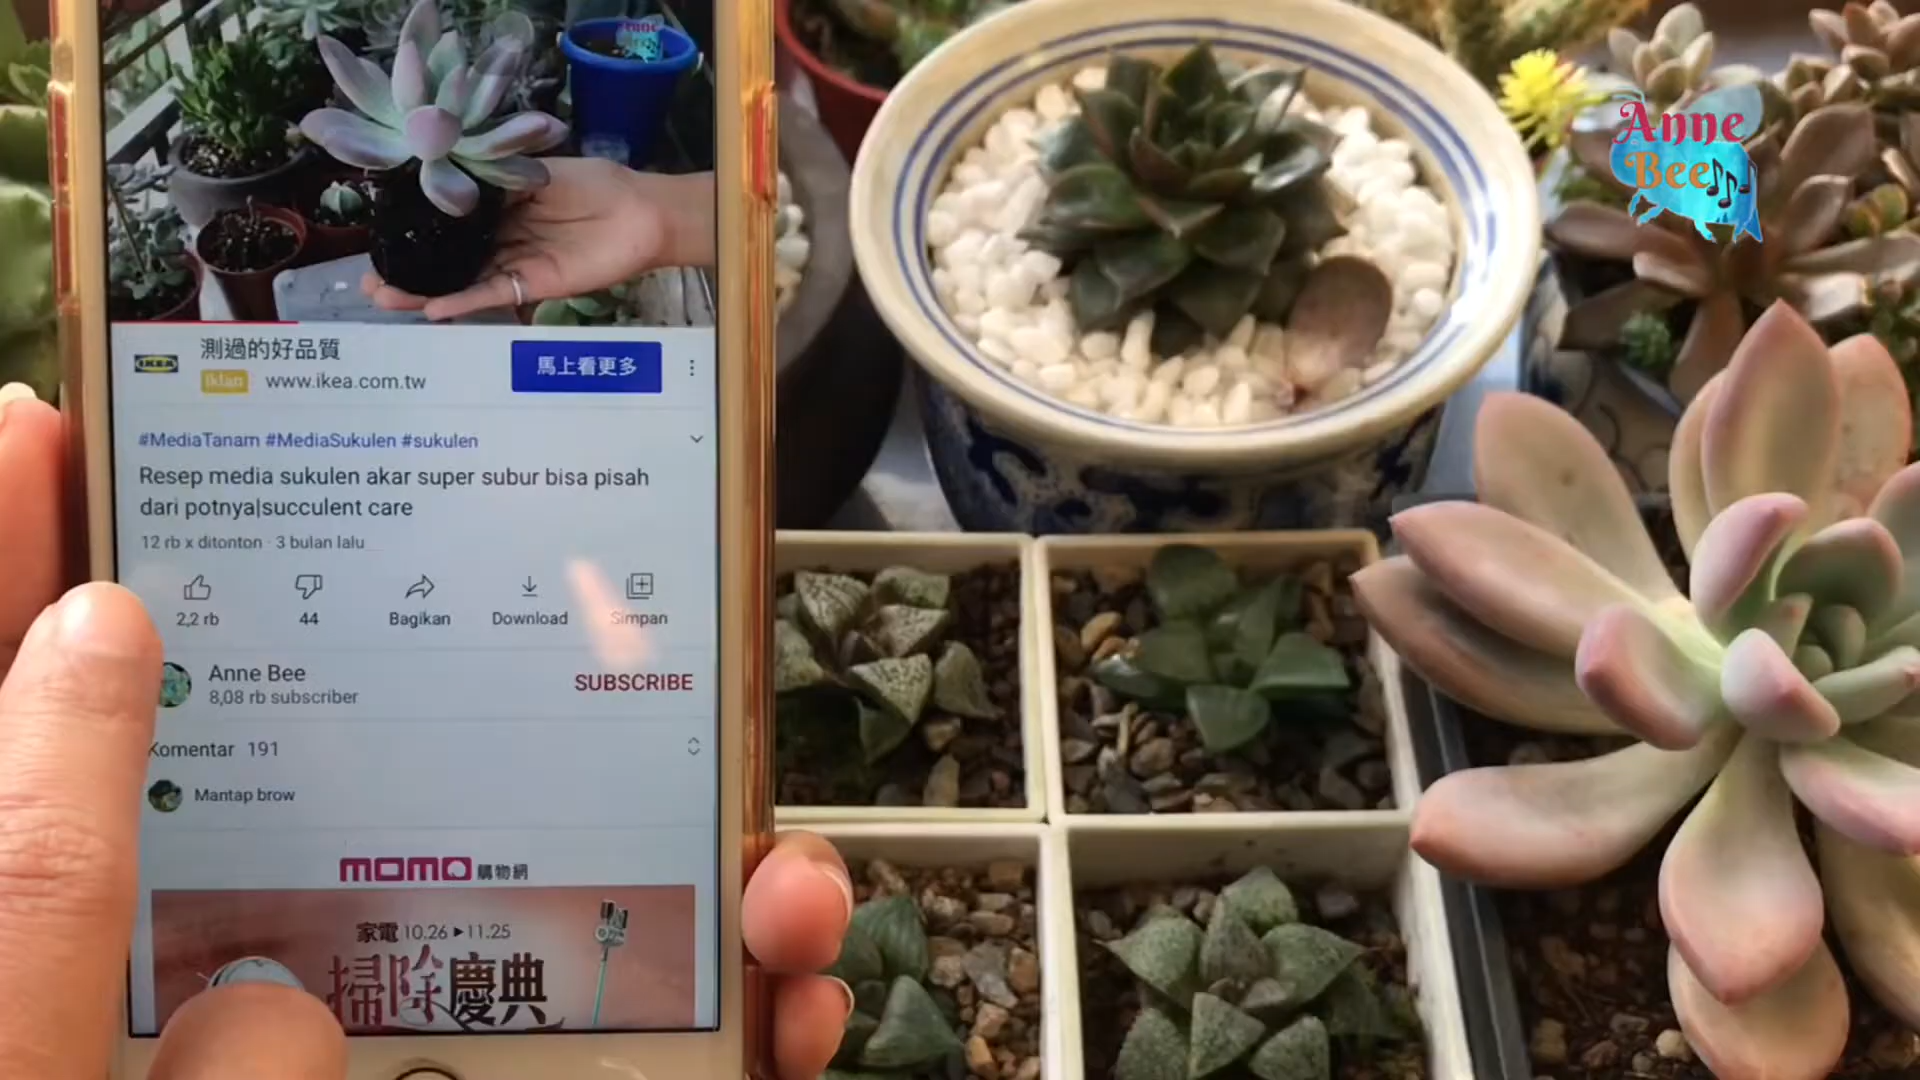 Anne
Bee
測過的好品質
IKEA
iklan
www.ikea.com.tw
馬上看更多
#MediaTanam #MediaSukulen #sukulen
Resep media sukulen akar super subur bisa pisah
dari potnya|succulent care
12 rb x ditonton · 3 bulan lalu
2,2 rb
44
Bagikan
Download
Simpan
Anne Bee
8,08 rb subscriber
SUBSCRIBE
Komentar 191
Mantap brow
momo購物網
家電 10.26 ▸ 11.25
掃除慶典